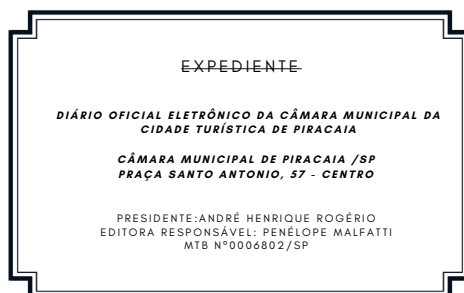 EXPEDIENTE
DIÁRIO OFICIAL ELETRÔNICO DA CÂMARA MUNICIPAL DA
CIDADE TURÍSTICA DE PIRACAIA
CÂMARA MUNICIPAL DE PIRACAIA /SP
PRAÇA SANTO ANTONIO, 57 - CENTRO
PRESIDENTE:ANDRÉ HENRIQUE ROGÉRIO
EDITORA RESPONSÁVEL: PENÉLOPE MALFATTI
MTB Nº0006802/SP